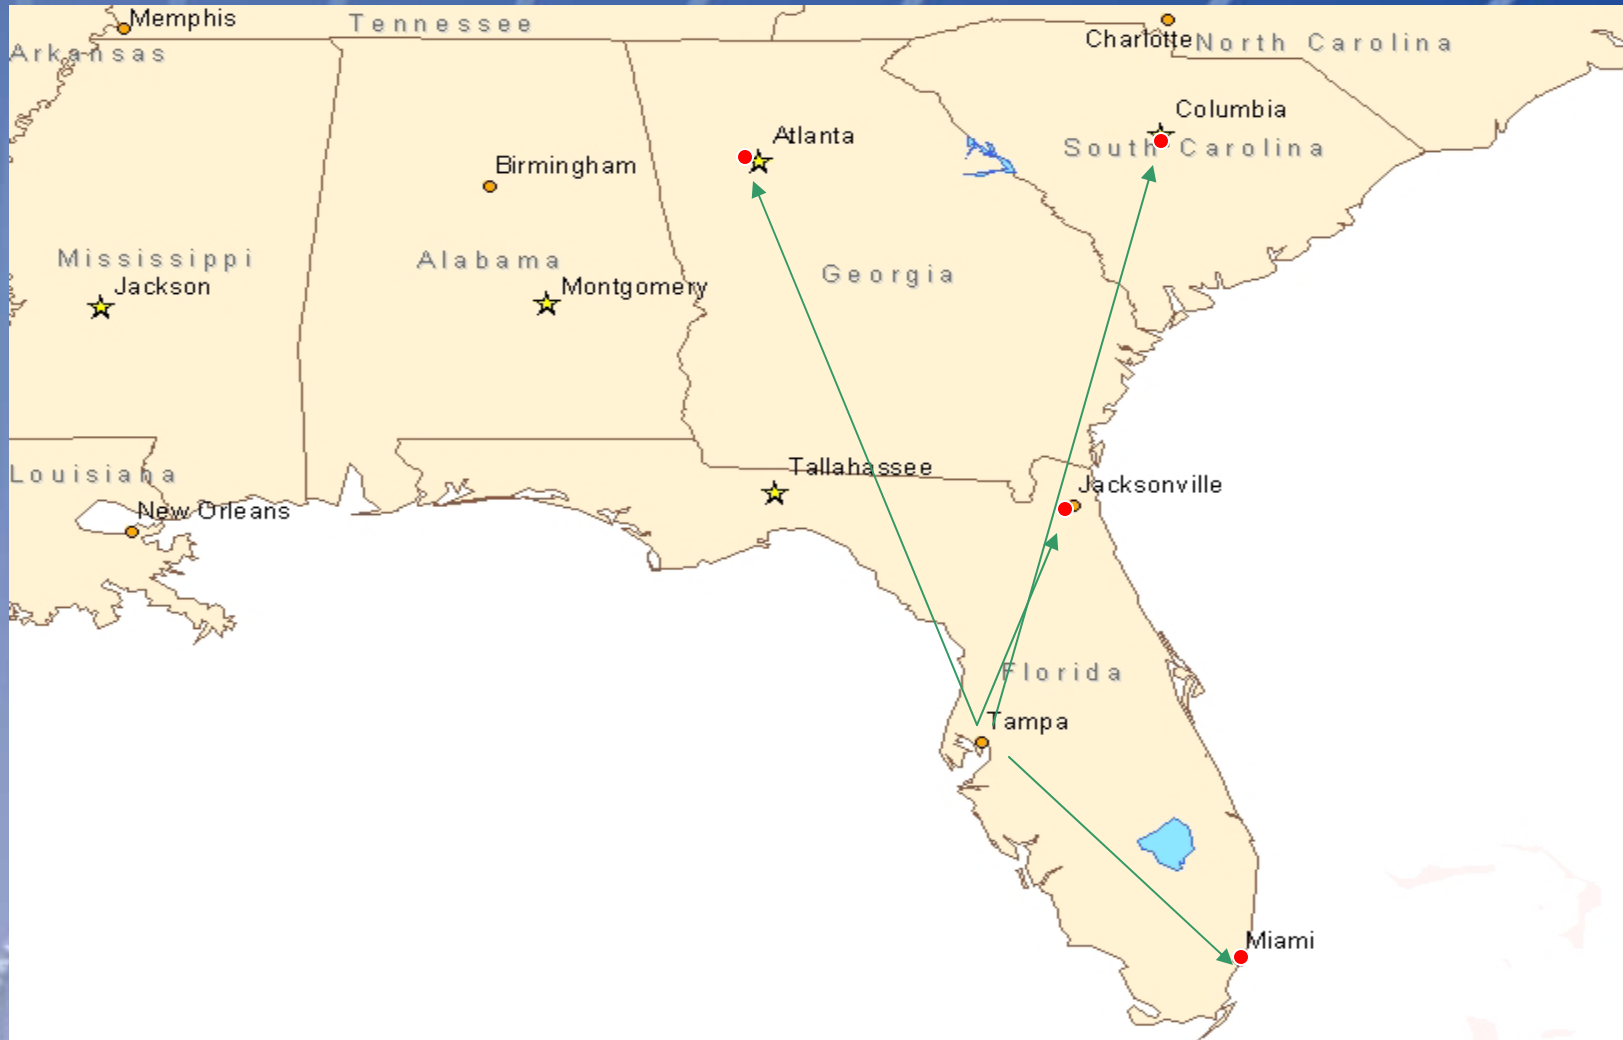 Memphis
Tennessee
Charlotte
North Carolina
Arkansas
Columbia
Atlanta
South Carolina
Birmingham
Mississippi
Alabama
Georgia
Jackson
Montgomery
Louisiana
Tallahassee
Jacksonville
New Orleans
Florida
Tampa
Miami